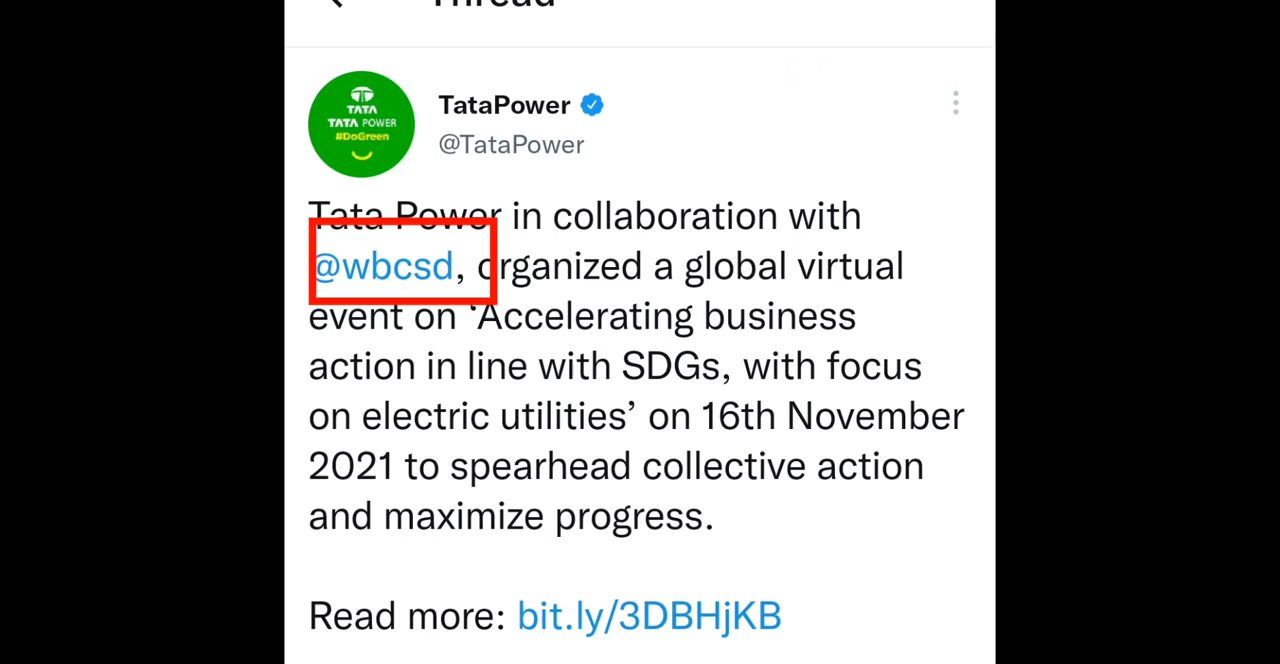 Thread
TATA
TATA POWER
#DoGreen
TataPower
@TataPower
Tata Power in collaboration with
@wbcsd, organized a global virtual
event on ‘Accelerating business
action in line with SDGs, with focus
on electric utilities’ on 16th November
2021 to spearhead collective action
and maximize progress.
Read more: bit.ly/3DBHjKB